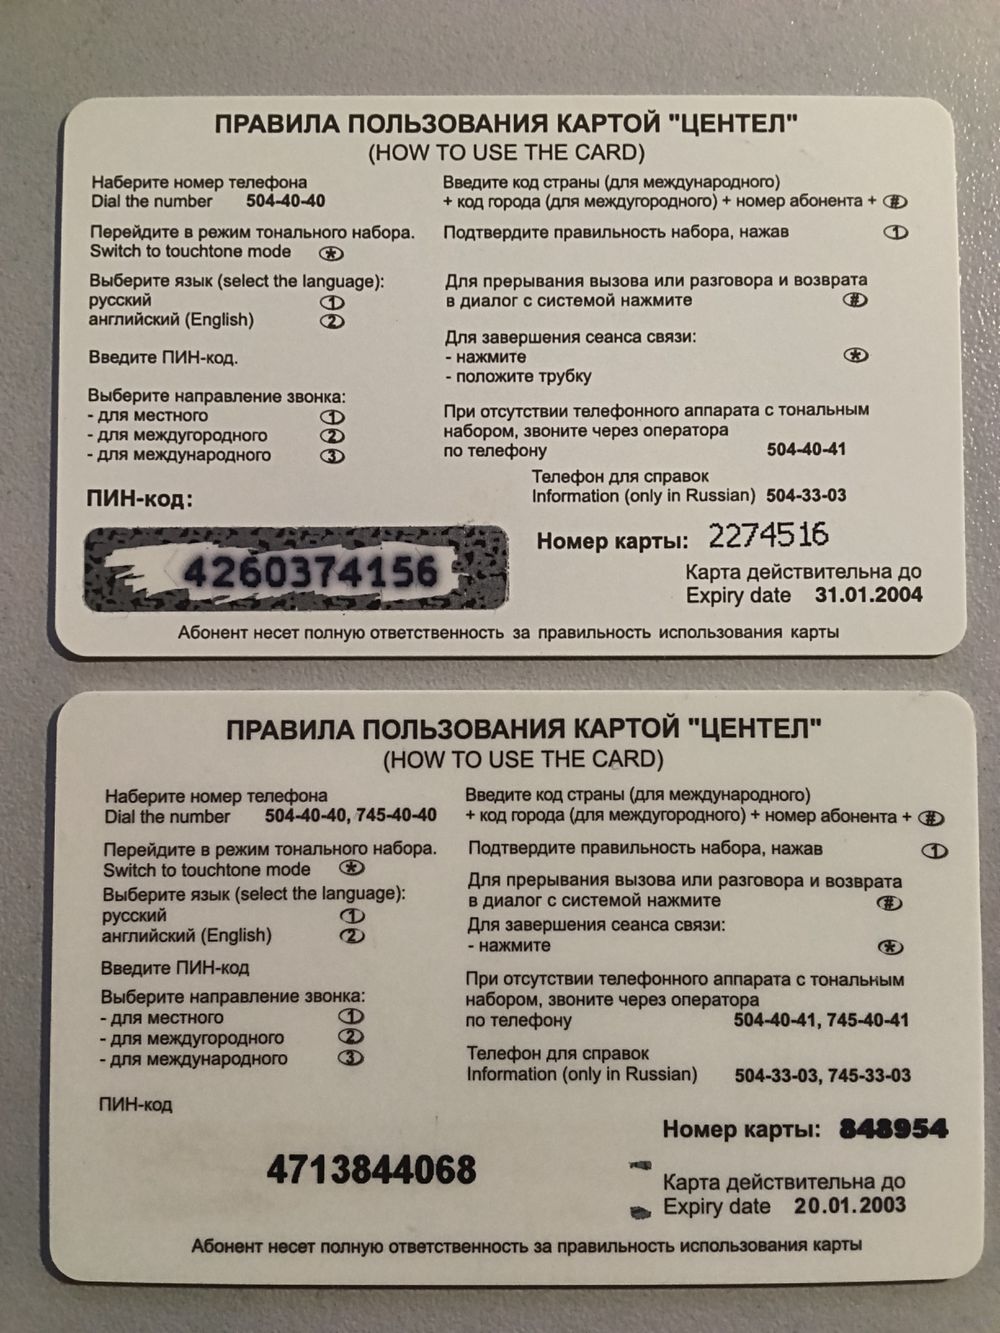 ПРАВИЛА ПОЛЬЗОВАНИЯ КАРТОЙ "ЦЕНТЕЛ"
(HOW TO USE THE CARD)
Наберите номер телефона
Dial the number 504-40-40
Перейдите в режим тонального набора.
Switch to touchtone mode *
Выберите язык (select the language):
русский 1
английский (English) 2
Введите ПИН-код.
Выберите направление звонка:
- для местного 1
- для междугородного 2
- для международного 3
ПИН-код:
4260374156
Введите код страны (для международного)
+ код города (для междугородного) + номер абонента + #
Подтвердите правильность набора, нажав 1
Для прерывания вызова или разговора и возврата
в диалог с системой нажмите #
Для завершения сеанса связи:
- нажмите *
- положите трубку
При отсутствии телефонного аппарата с тональным
набором, звоните через оператора
по телефону 504-40-41
Телефон для справок
Information (only in Russian) 504-33-03
Номер карты: 2274516
Карта действительна до
Expiry date 31.01.2004
Абонент несет полную ответственность за правильность использования карты
ПРАВИЛА ПОЛЬЗОВАНИЯ КАРТОЙ "ЦЕНТЕЛ"
(HOW TO USE THE CARD)
Наберите номер телефона
Dial the number 504-40-40, 745-40-40
Перейдите в режим тонального набора.
Switch to touchtone mode *
Выберите язык (select the language):
русский 1
английский (English) 2
Введите ПИН-код
Выберите направление звонка:
- для местного 1
- для междугородного 2
- для международного 3
ПИН-код
4713844068
Введите код страны (для международного)
+ код города (для междугородного) + номер абонента + #
Подтвердите правильность набора, нажав 1
Для прерывания вызова или разговора и возврата
в диалог с системой нажмите #
Для завершения сеанса связи:
- нажмите *
При отсутствии телефонного аппарата с тональным
набором, звоните через оператора
по телефону 504-40-41, 745-40-41
Телефон для справок
Information (only in Russian) 504-33-03, 745-33-03
Номер карты: 848954
Карта действительна до
Expiry date 20.01.2003
Абонент несет полную ответственность за правильность использования карты